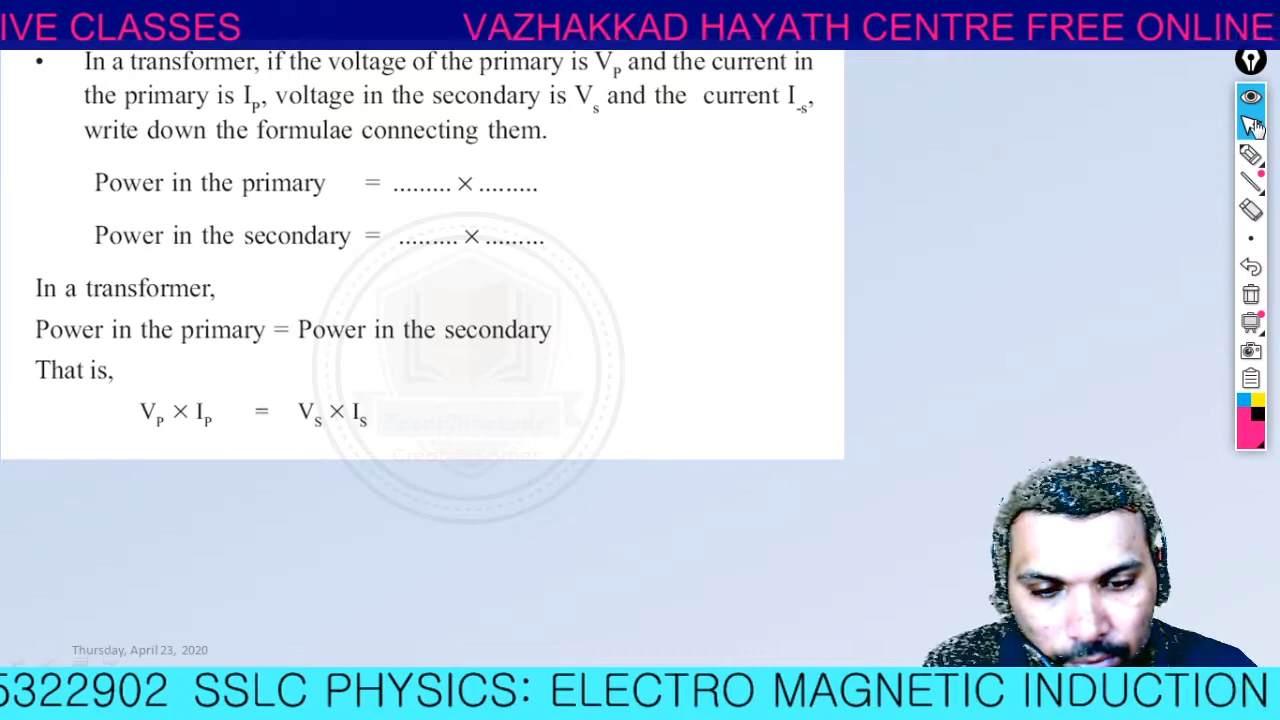 IVE CLASSES VAZHAKKAD HAYATH CENTRE FREE ONLINE
• In a transformer, if the voltage of the primary is VP and the current in
the primary is IP, voltage in the secondary is Vs and the current I-s,
write down the formulae connecting them.
Power in the primary = ......... × .........
Power in the secondary = ......... × .........
In a transformer,
Power in the primary = Power in the secondary
That is,
VP × IP = VS × IS
Thursday, April 23, 2020
5322902 SSLC PHYSICS: ELECTRO MAGNETIC INDUCTION